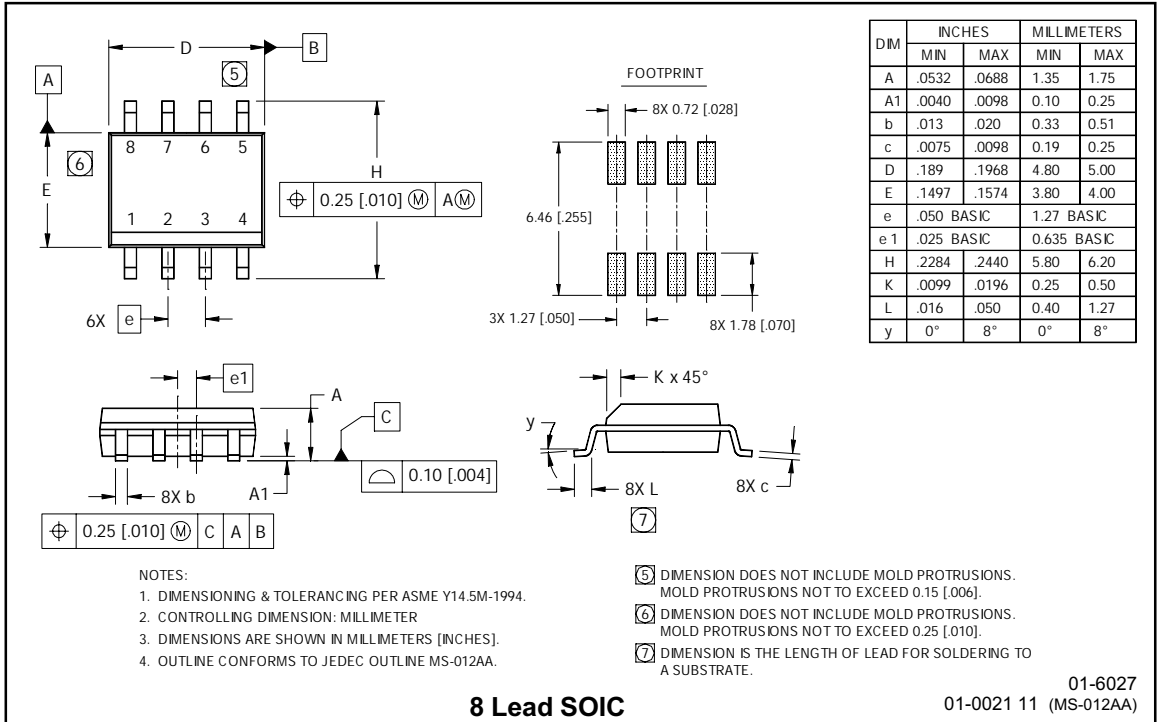 D
B
5
A
8 7 6 5
6
E
H
0.25 [.010] M A M
1 2 3 4
6X e
FOOTPRINT
8X 0.72 [.028]
6.46 [.255]
3X 1.27 [.050]
8X 1.78 [.070]
DIM INCHES MILLIMETERS
MIN MAX MIN MAX
A .0532 .0688 1.35 1.75
A1 .0040 .0098 0.10 0.25
b .013 .020 0.33 0.51
c .0075 .0098 0.19 0.25
D .189 .1968 4.80 5.00
E .1497 .1574 3.80 4.00
e .050 BASIC 1.27 BASIC
e 1 .025 BASIC 0.635 BASIC
H .2284 .2440 5.80 6.20
K .0099 .0196 0.25 0.50
L .016 .050 0.40 1.27
y 0° 8° 0° 8°
e1
A
C
0.10 [.004]
8X b
A1
0.25 [.010] M C A B
K x 45°
y
8X L
8X c
7
NOTES:
1. DIMENSIONING & TOLERANCING PER ASME Y14.5M-1994.
2. CONTROLLING DIMENSION: MILLIMETER
3. DIMENSIONS ARE SHOWN IN MILLIMETERS [INCHES].
4. OUTLINE CONFORMS TO JEDEC OUTLINE MS-012AA.
5 DIMENSION DOES NOT INCLUDE MOLD PROTRUSIONS.
MOLD PROTRUSIONS NOT TO EXCEED 0.15 [.006].
6 DIMENSION DOES NOT INCLUDE MOLD PROTRUSIONS.
MOLD PROTRUSIONS NOT TO EXCEED 0.25 [.010].
7 DIMENSION IS THE LENGTH OF LEAD FOR SOLDERING TO
A SUBSTRATE.
8 Lead SOIC
01-6027
01-0021 11 (MS-012AA)